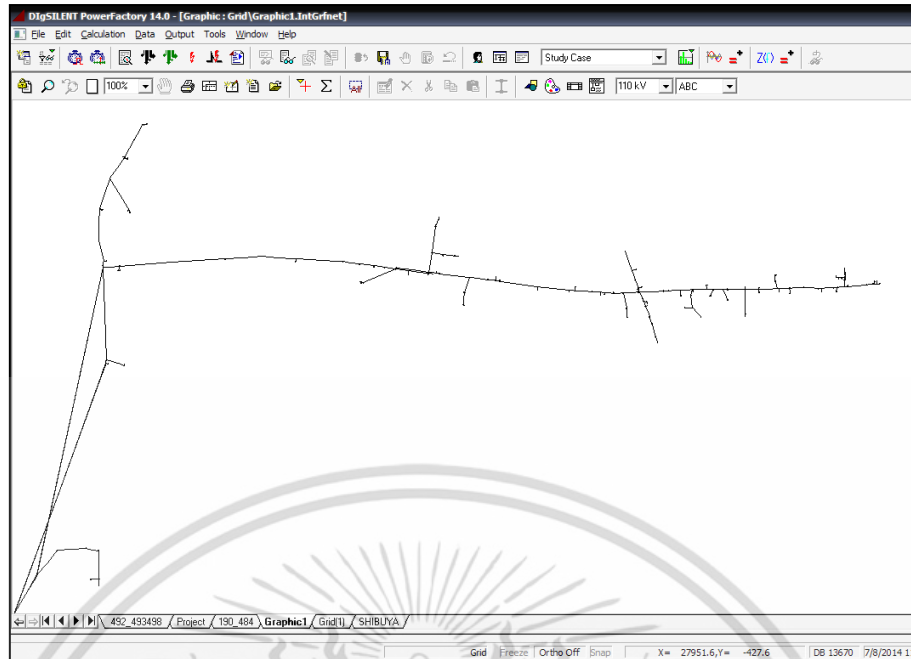 DIgSILENT PowerFactory 14.0 - [Graphic : Grid\Graphic1.IntGrfnet]
File Edit Calculation Data Output Tools Window Help
Study Case Z()
100% 110 kV ABC
492_493498 Project 190_484 Graphic1 Grid(1) SHIBUYA
Grid Freeze Ortho Off Snap X= 27951.6,Y= -427.6 DB 13670 7/8/2014 1